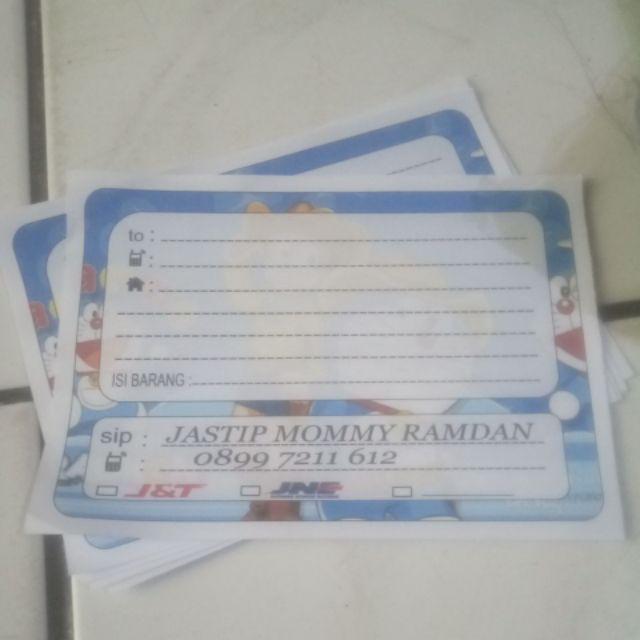 to :
:
:
ISI BARANG :
sip : JASTIP MOMMY RAMDAN
: 0899 7211 612
J&T JNE